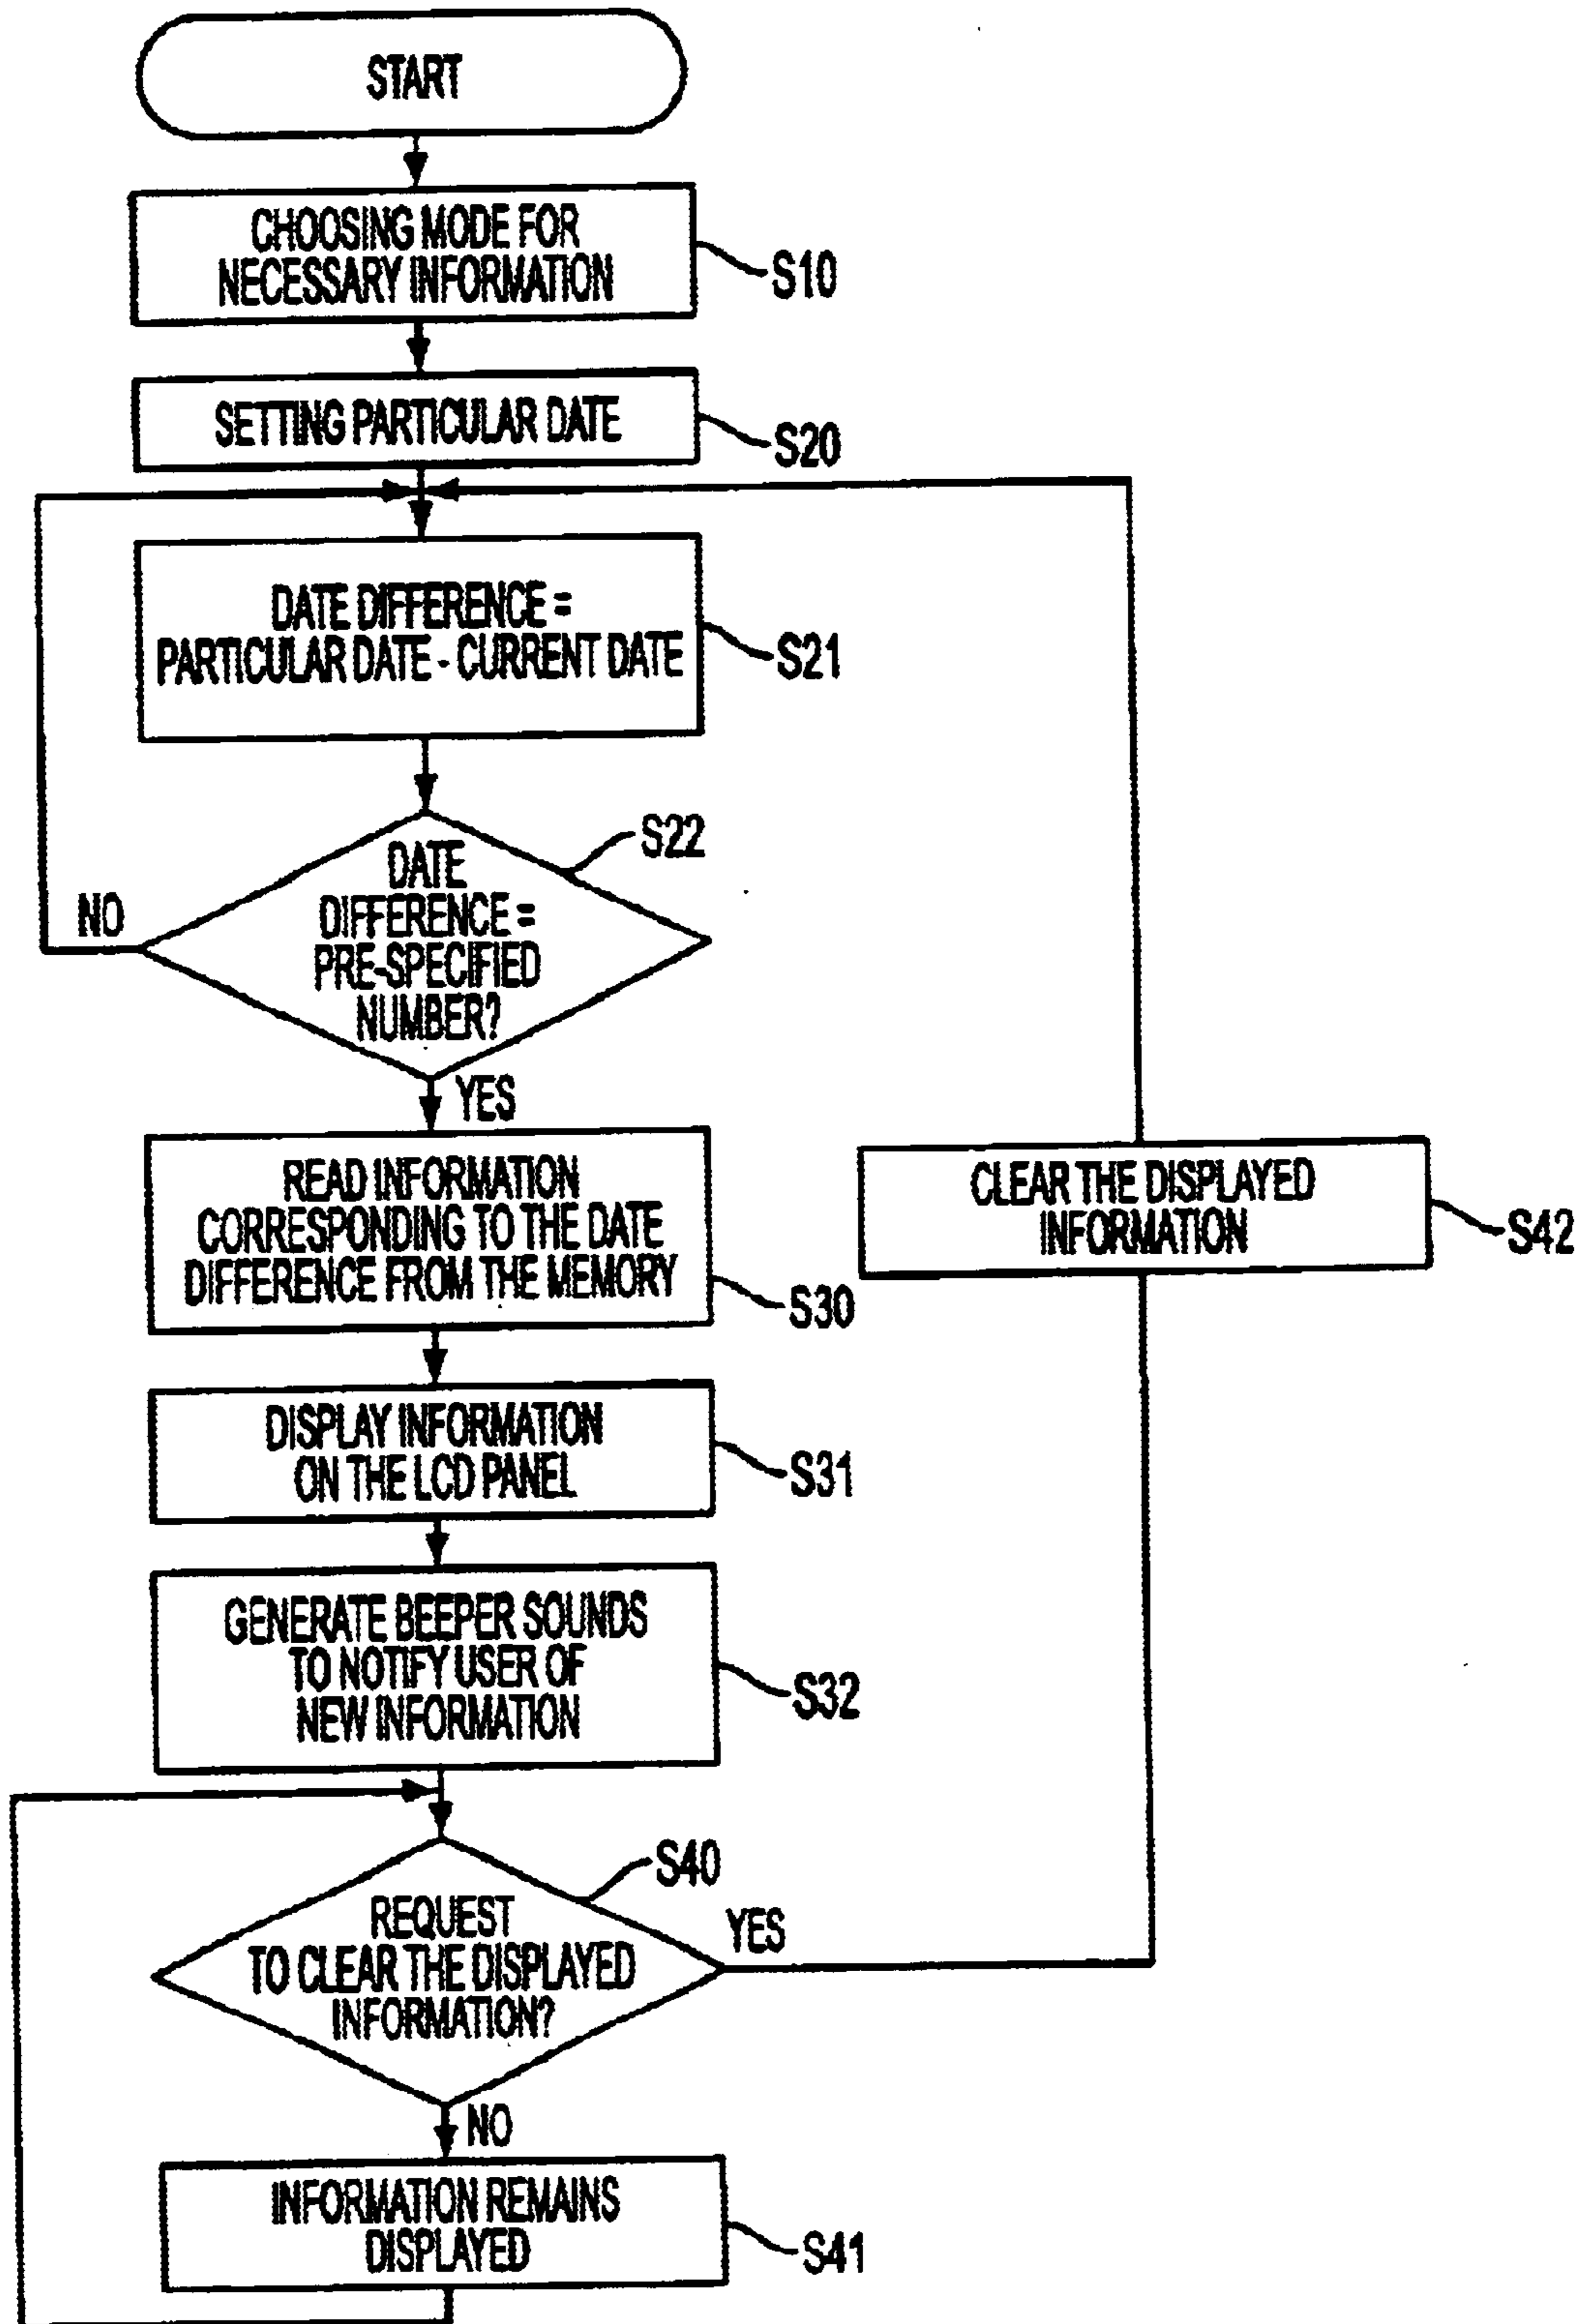 START
CHOOSING MODE FOR
NECESSARY INFORMATION
S10
SETTING PARTICULAR DATE
S20
DATE DIFFERENCE =
PARTICULAR DATE - CURRENT DATE
S21
S22
DATE
DIFFERENCE =
PRE-SPECIFIED
NUMBER?
NO
YES
READ INFORMATION
CORRESPONDING TO THE DATE
DIFFERENCE FROM THE MEMORY
S30
CLEAR THE DISPLAYED
INFORMATION
S42
DISPLAY INFORMATION
ON THE LCD PANEL
S31
GENERATE BEEPER SOUNDS
TO NOTIFY USER OF
NEW INFORMATION
S32
S40
REQUEST
TO CLEAR THE DISPLAYED
INFORMATION?
YES
NO
INFORMATION REMAINS
DISPLAYED
S41